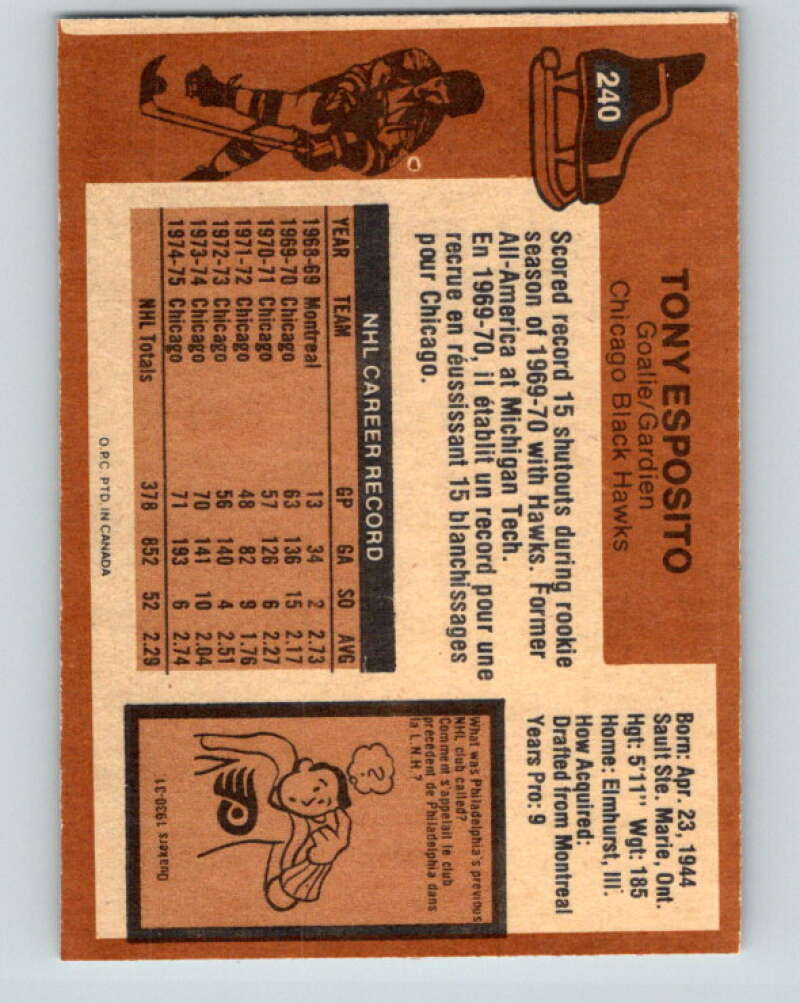 240
TONY ESPOSITO
Goalie/Gardien
Chicago Black Hawks
Born: Apr. 23, 1944
Sault Ste. Marie, Ont.
Hgt: 5'11" Wgt: 185
Home: Elmhurst, Ill.
How Acquired:
Drafted from Montreal
Years Pro: 9
Scored record 15 shutouts during rookie
season of 1969-70 with Hawks. Former
All-America at Michigan Tech.
En 1969-70, il établit un record pour une
recrue en réussissant 15 blanchissages
pour Chicago.
NHL CAREER RECORD
YEAR TEAM GP GA SO AVG
1968-69 Montreal 13 34 2 2.73
1969-70 Chicago 63 136 15 2.17
1970-71 Chicago 57 126 6 2.27
1971-72 Chicago 48 82 9 1.76
1972-73 Chicago 56 140 4 2.51
1973-74 Chicago 70 141 10 2.04
1974-75 Chicago 71 193 6 2.74
NHL Totals 378 852 52 2.29
What was Philadelphia's previous
NHL club called?
Comment s'appelait le club
precedent de Philadelphia dans
la L.N.H.?
?
Quakers 1930-31
O.P.C. PTD. IN CANADA